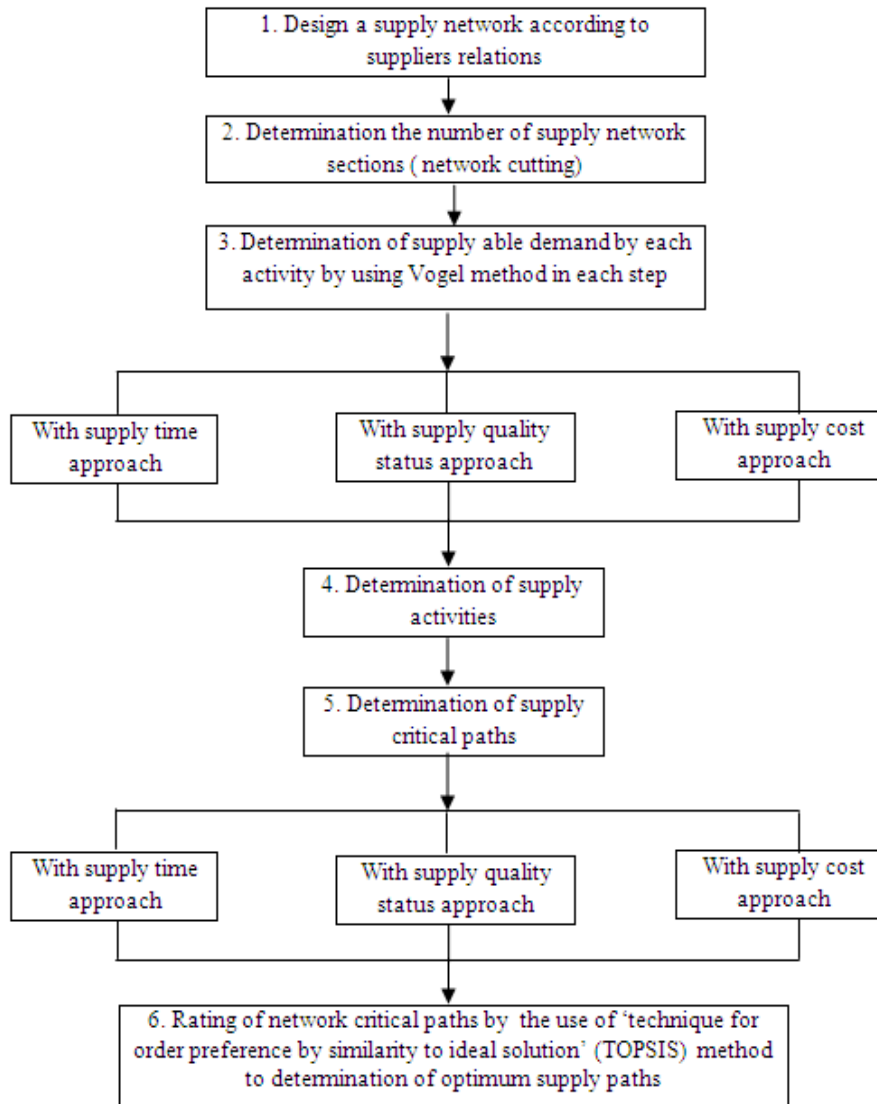 1. Design a supply network according to
suppliers relations
2. Determination the number of supply network
sections ( network cutting)
3. Determination of supply able demand by each
activity by using Vogel method in each step
With supply time
approach
With supply quality
status approach
With supply cost
approach
4. Determination of supply
activities
5. Determination of supply
critical paths
With supply time
approach
With supply quality
status approach
With supply cost
approach
6. Rating of network critical paths by the use of ‘technique for
order preference by similarity to ideal solution’ (TOPSIS) method
to determination of optimum supply paths